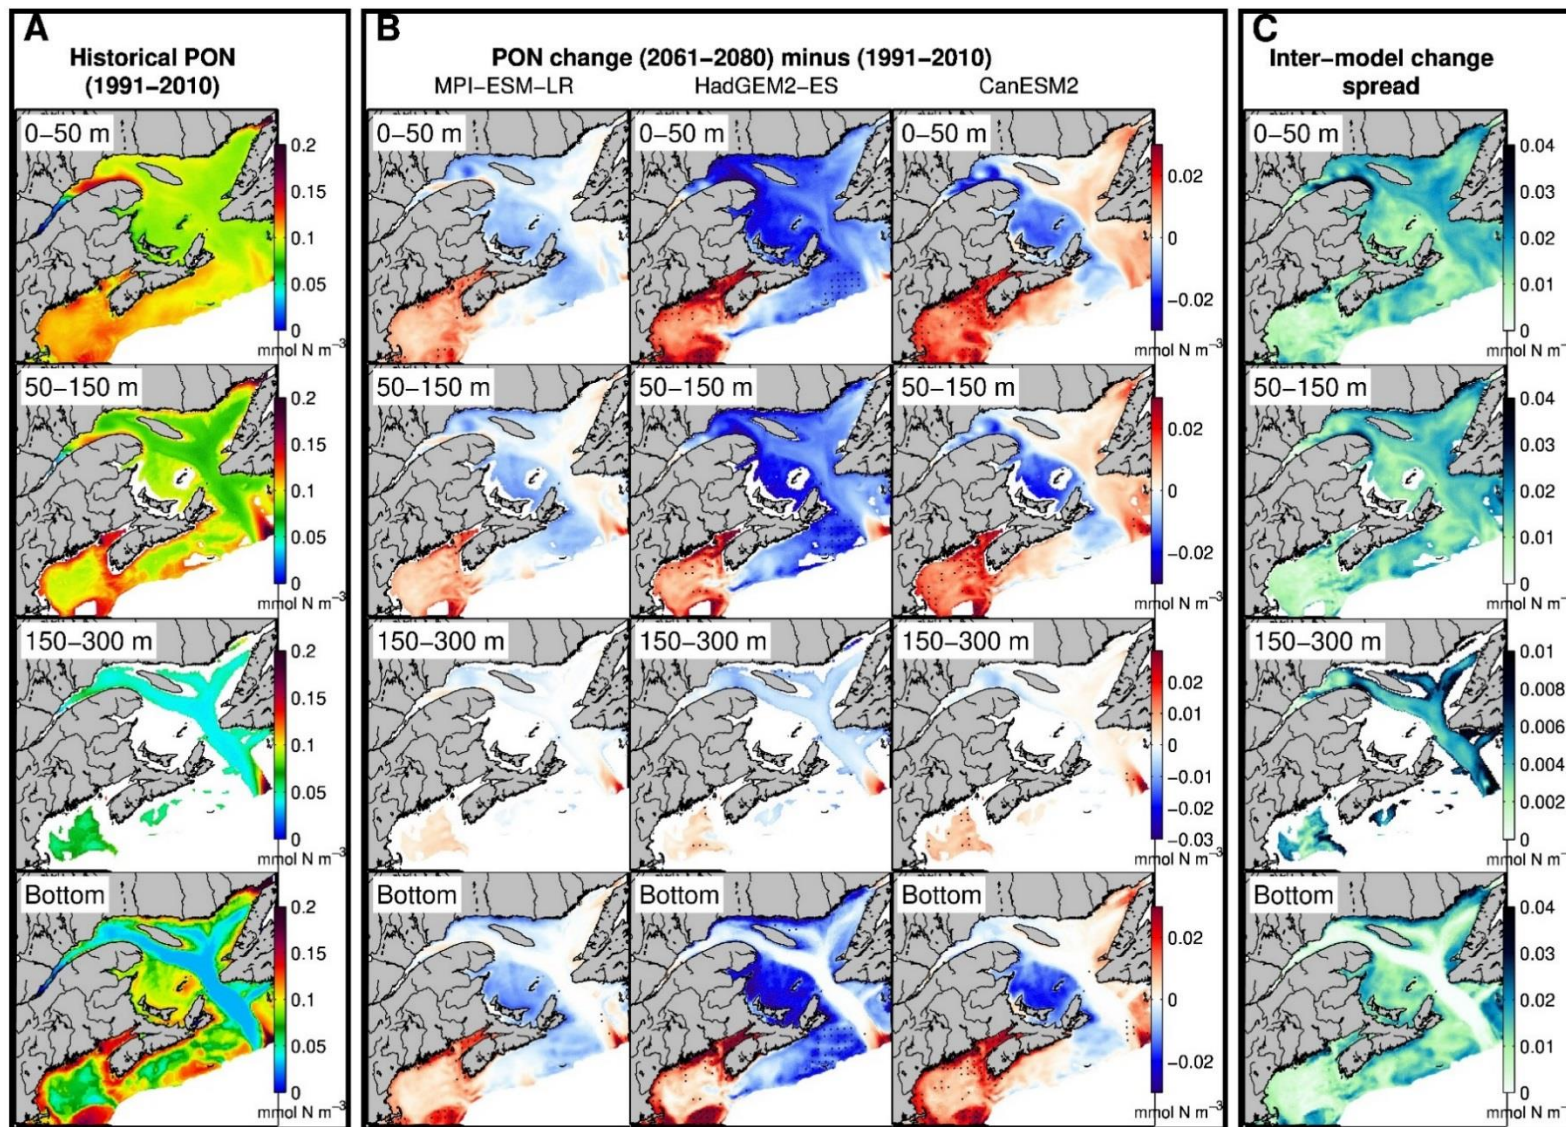 A
Historical PON
(1991–2010)
B
PON change (2061–2080) minus (1991–2010)
MPI–ESM–LR
HadGEM2–ES
CanESM2
C
Inter–model change
spread
0–50 m
0.2
0.15
0.1
0.05
0
mmol N m⁻³
0–50 m
0–50 m
0–50 m
0.02
0
−0.02
mmol N m⁻³
0–50 m
0.04
0.03
0.02
0.01
0
mmol N m⁻³
50–150 m
0.2
0.15
0.1
0.05
0
mmol N m⁻³
50–150 m
50–150 m
50–150 m
0.02
0
−0.02
mmol N m⁻³
50–150 m
0.04
0.03
0.02
0.01
0
mmol N m⁻³
150–300 m
0.2
0.15
0.1
0.05
0
mmol N m⁻³
150–300 m
150–300 m
150–300 m
0.02
0.01
0
−0.01
−0.02
−0.03
mmol N m⁻³
150–300 m
0.01
0.008
0.006
0.004
0.002
0
mmol N m⁻
Bottom
0.2
0.15
0.1
0.05
0
mmol N m⁻³
Bottom
Bottom
Bottom
0.02
0
−0.02
mmol N m⁻³
Bottom
0.04
0.03
0.02
0.01
0
mmol N m⁻